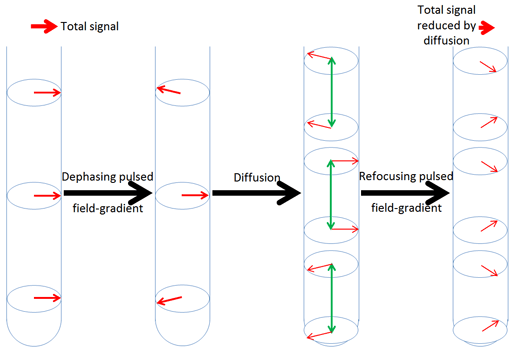 Total signal
Total signal
reduced by
diffusion
Dephasing pulsed
field-gradient
Diffusion
Refocusing pulsed
field-gradient